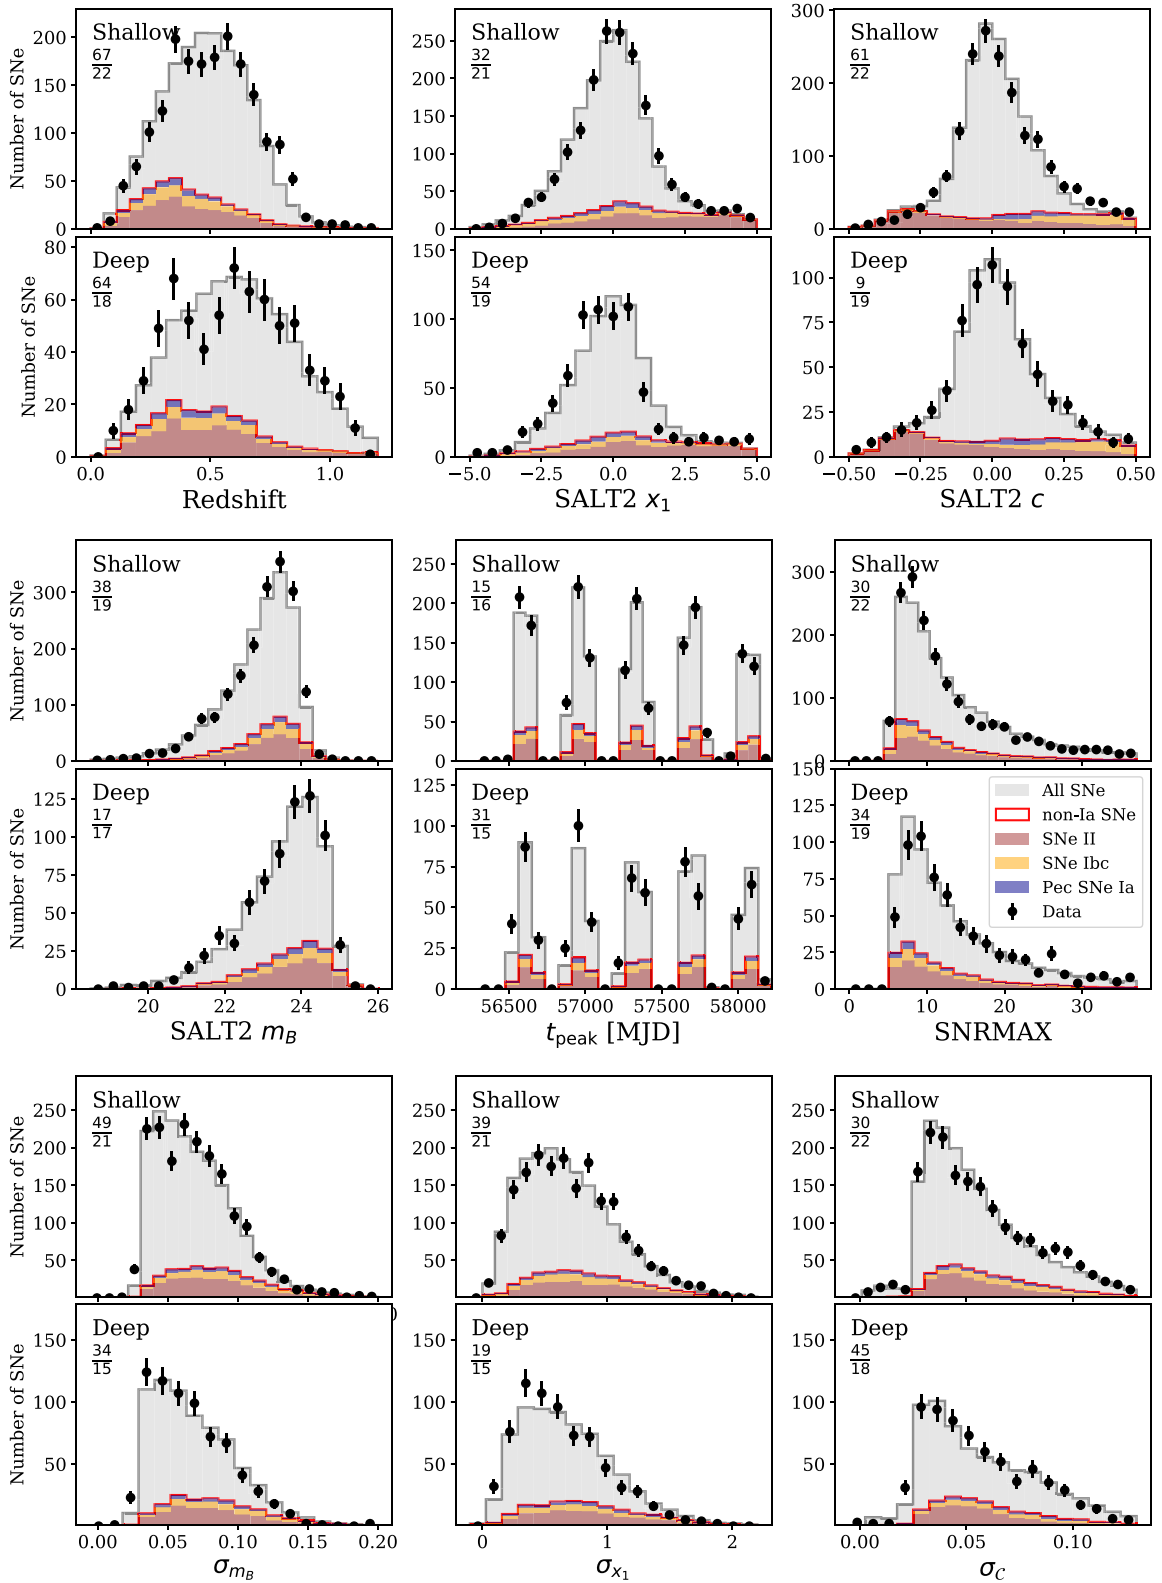 Shallow
67
22
Number of SNe
200
150
100
50
0
Shallow
32
21
250
200
150
100
50
0
Shallow
61
22
300
200
100
0
Deep
64
18
Number of SNe
80
60
40
20
0
0.0 0.5 1.0
Redshift
Deep
54
19
150
100
50
0
−5.0 −2.5 0.0 2.5 5.0
SALT2 x1
Deep
9
19
100
75
50
25
0
−0.50 −0.25 0.00 0.25 0.50
SALT2 c
Shallow
38
19
Number of SNe
300
200
100
0
Shallow
15
16
250
200
150
100
50
0
Shallow
30
22
300
200
100
0
Deep
17
17
Number of SNe
125
100
75
50
25
0
20 22 24 26
SALT2 mB
Deep
31
15
125
100
75
50
25
0
56500 57000 57500 58000
tpeak [MJD]
Deep
34
19
150
125
100
75
50
25
0
All SNe
non-Ia SNe
SNe II
SNe Ibc
Pec SNe Ia
Data
0 10 20 30
SNRMAX
Shallow
49
21
Number of SNe
250
200
150
100
50
Shallow
39
21
250
200
150
100
50
Shallow
30
22
250
200
150
100
50
Deep
34
15
Number of SNe
150
100
50
0.00 0.05 0.10 0.15 0.20
σmB
Deep
19
15
150
100
50
0 1 2
σx1
Deep
45
18
150
100
50
0.00 0.05 0.10
σC